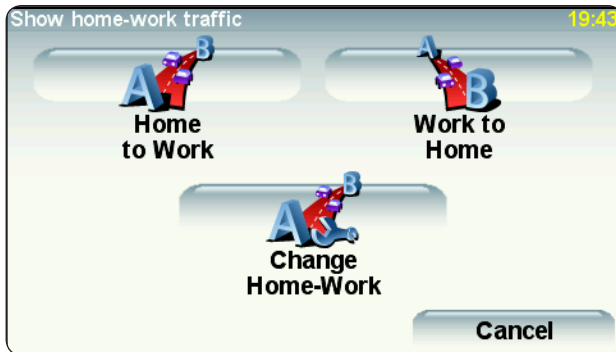 Show home-work traffic 19:43
A B
A B
Home
to Work
Work to
Home
A B
Change
Home-Work
Cancel